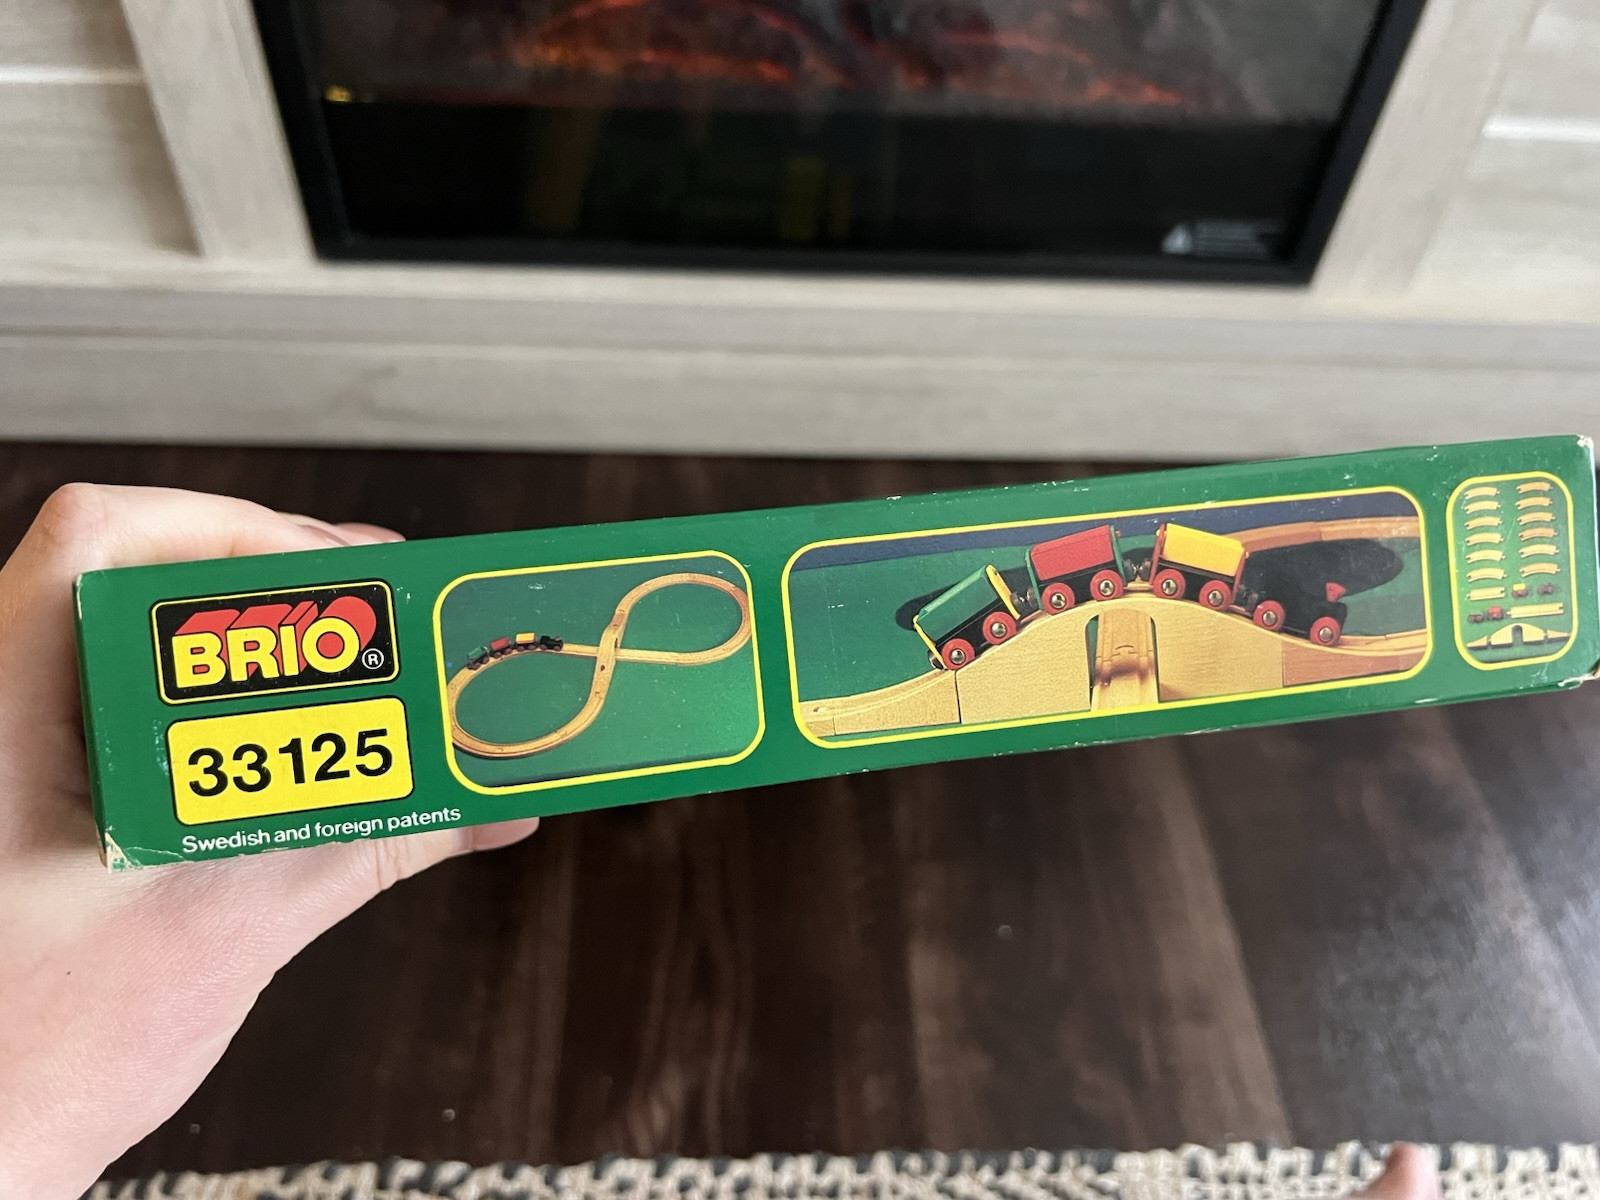 BRIO®
33125
Swedish and foreign patents